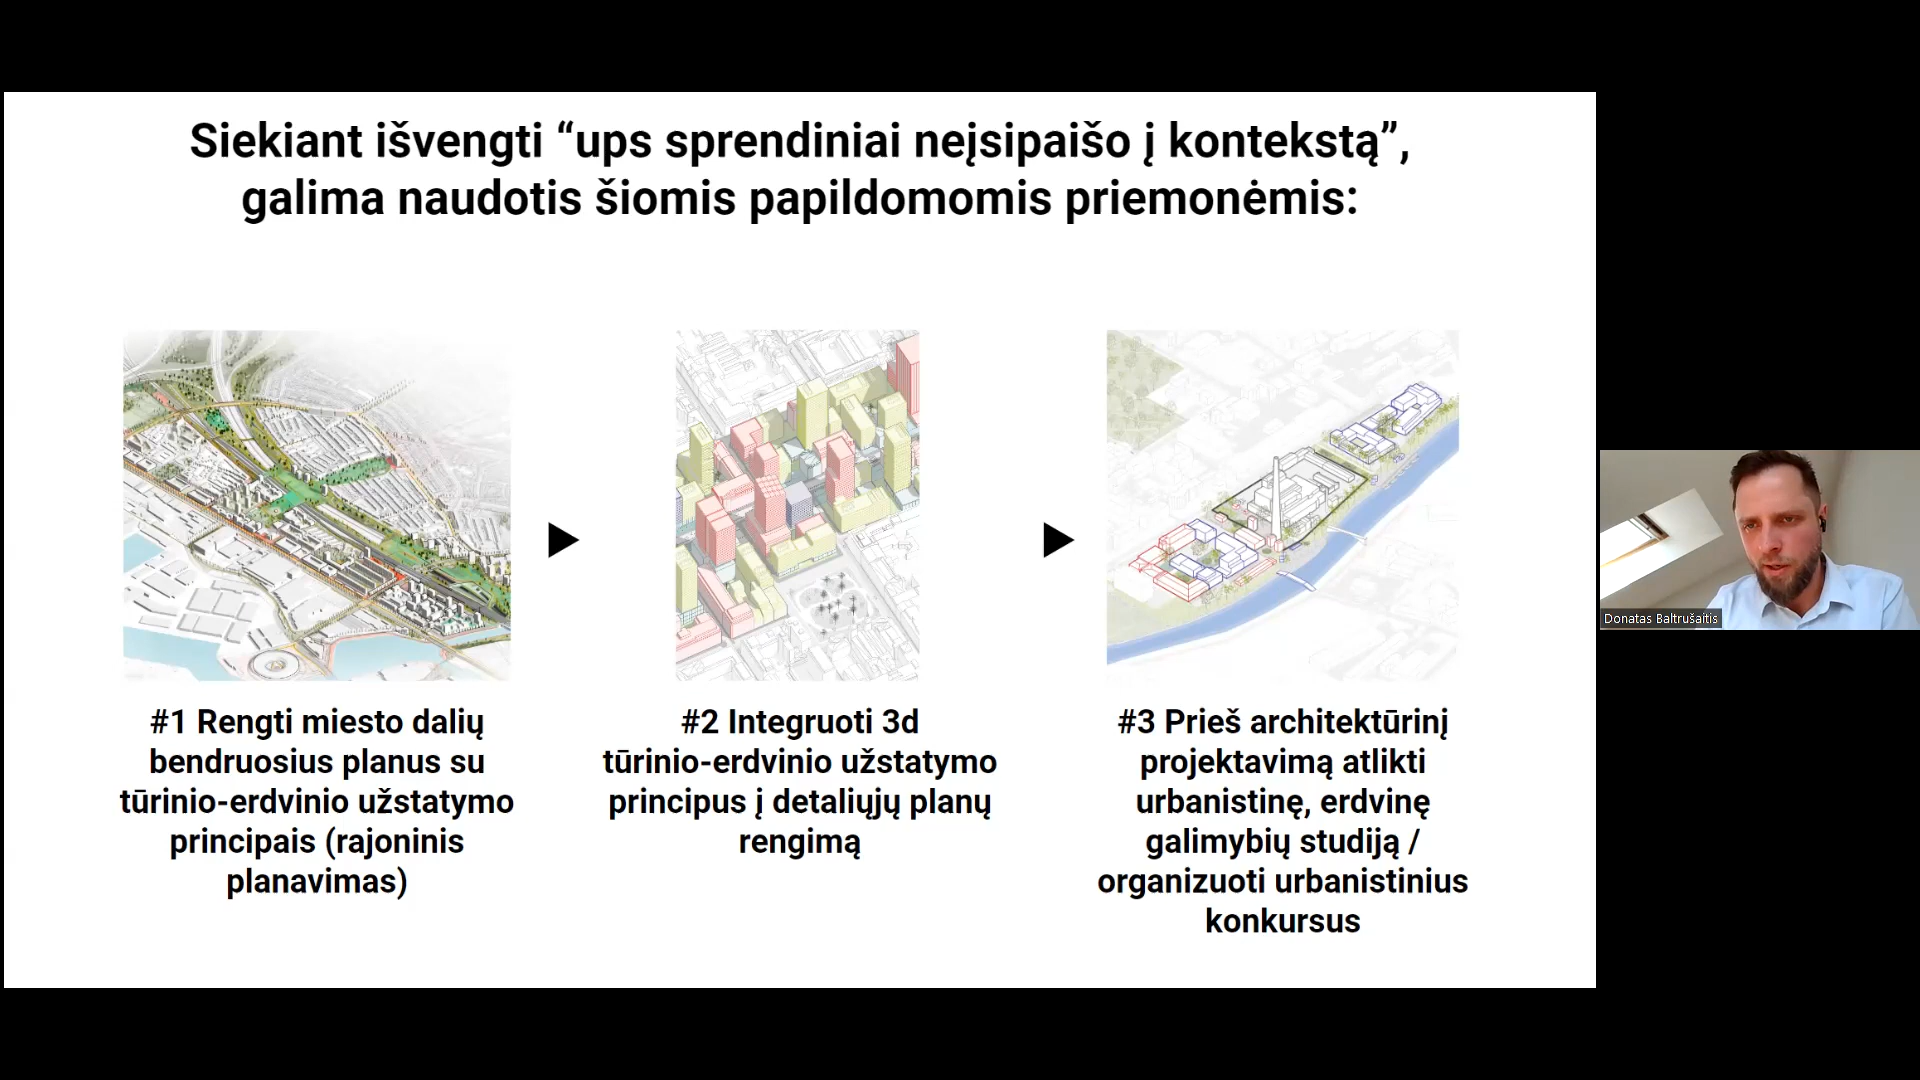 Siekiant išvengti “ups sprendiniai neįsipaišo į kontekstą”,
galima naudotis šiomis papildomomis priemonėmis:
#1 Rengti miesto dalių
bendruosius planus su
tūrinio-erdvinio užstatymo
principais (rajoninis
planavimas)
#2 Integruoti 3d
tūrinio-erdvinio užstatymo
principus į detaliųjų planų
rengimą
#3 Prieš architektūrinį
projektavimą atlikti
urbanistinę, erdvinę
galimybių studiją /
organizuoti urbanistinius
konkursus
Donatas Baltrušaitis